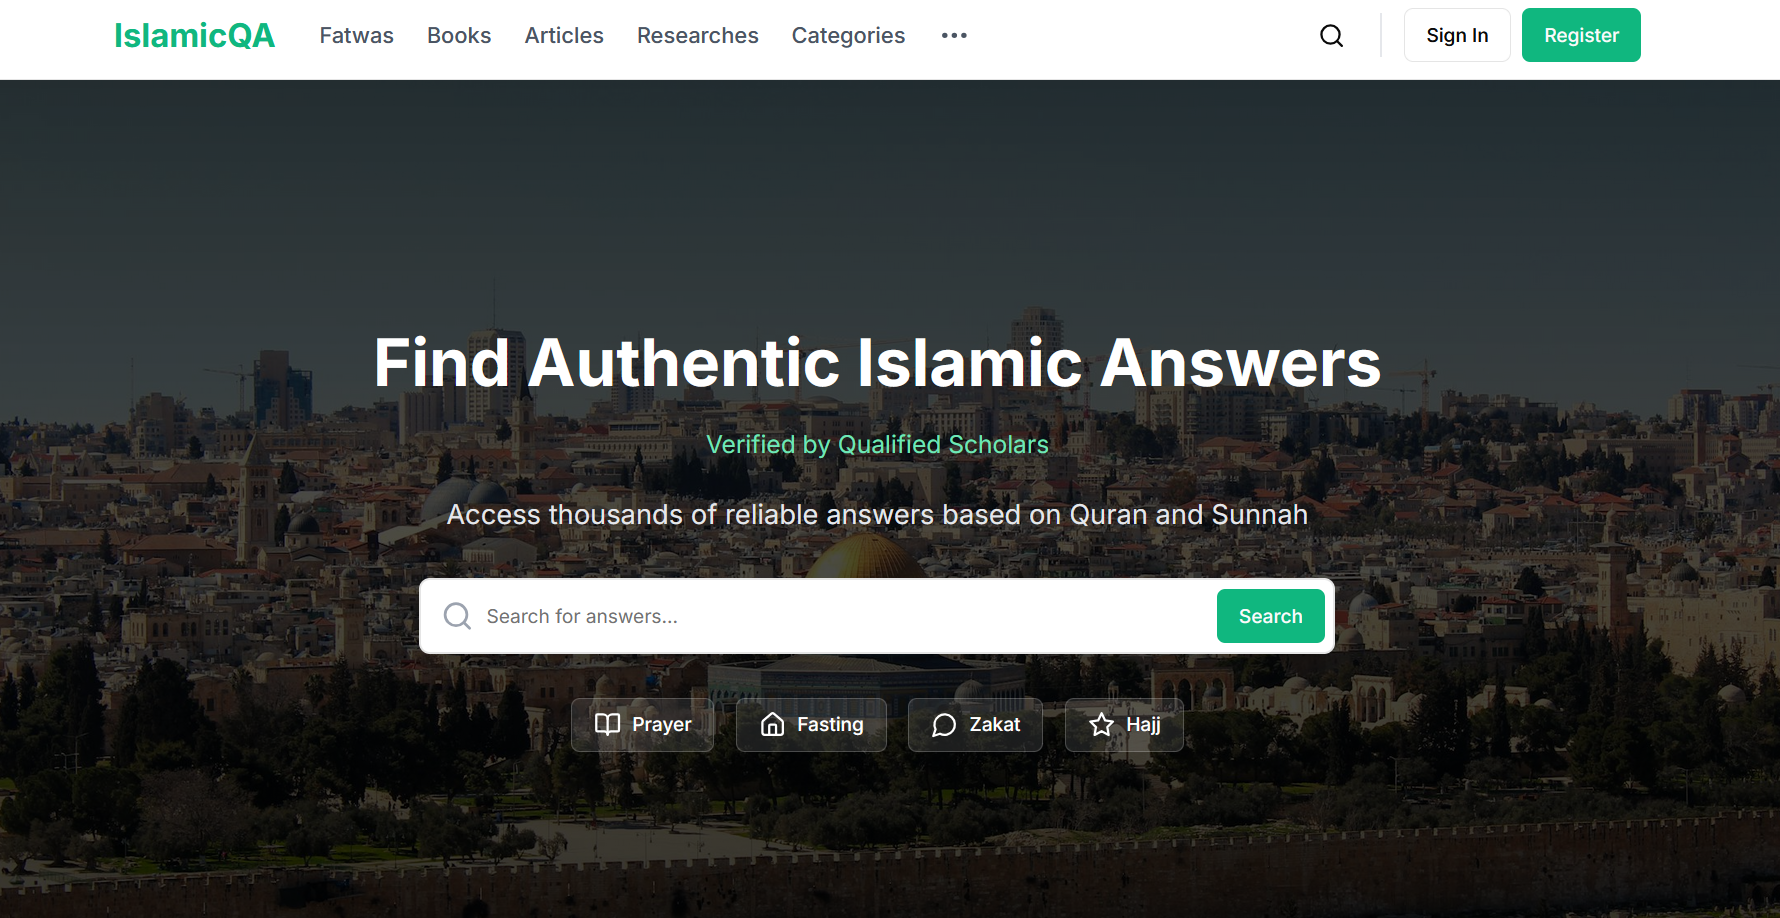 IslamicQA Fatwas Books Articles Researches Categories ••• Sign In Register
Find Authentic Islamic Answers
Verified by Qualified Scholars
Access thousands of reliable answers based on Quran and Sunnah
Search for answers... Search
Prayer Fasting Zakat Hajj